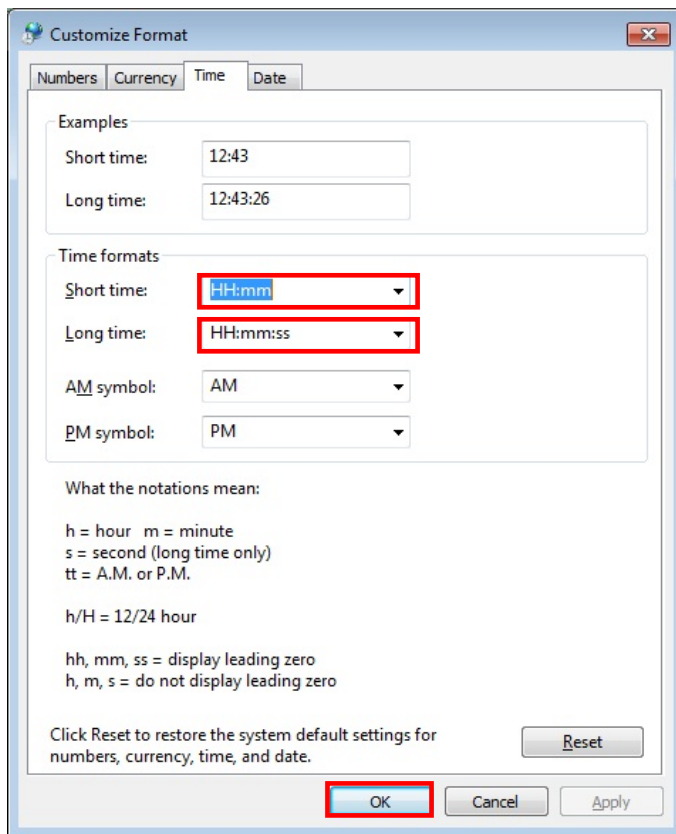 Customize Format
Numbers Currency Time Date
Examples
Short time: 12:43
Long time: 12:43:26
Time formats
Short time: HH:mm
Long time: HH:mm:ss
AM symbol: AM
PM symbol: PM
What the notations mean:
h = hour m = minute
s = second (long time only)
tt = A.M. or P.M.
h/H = 12/24 hour
hh, mm, ss = display leading zero
h, m, s = do not display leading zero
Click Reset to restore the system default settings for
numbers, currency, time, and date.
Reset
OK Cancel Apply